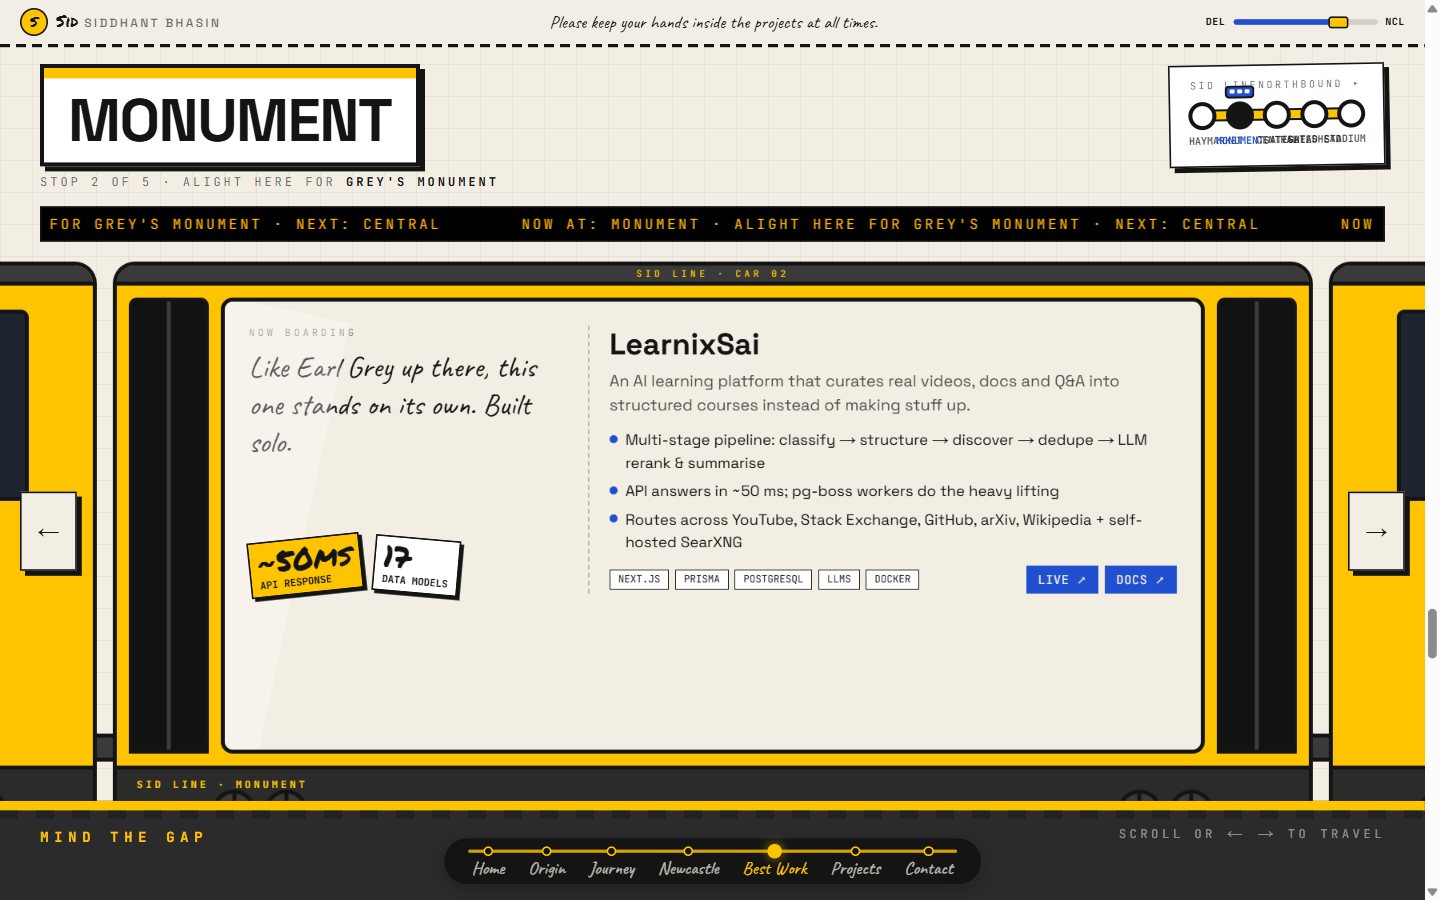 S SID SIDDHANT BHASIN
Please keep your hands inside the projects at all times.
DEL NCL
MONUMENT
SID LINE NORTHBOUND ▸
STOP 2 OF 5 · ALIGHT HERE FOR GREY'S MONUMENT
FOR GREY'S MONUMENT · NEXT: CENTRAL NOW AT: MONUMENT · ALIGHT HERE FOR GREY'S MONUMENT · NEXT: CENTRAL NOW
SID LINE · CAR 02
NOW BOARDING
Like Earl Grey up there, this
one stands on its own. Built
solo.
~50MS
API RESPONSE
17
DATA MODELS
LearnixSai
An AI learning platform that curates real videos, docs and Q&A into
structured courses instead of making stuff up.
Multi-stage pipeline: classify → structure → discover → dedupe → LLM
rerank & summarise
API answers in ~50 ms; pg-boss workers do the heavy lifting
Routes across YouTube, Stack Exchange, GitHub, arXiv, Wikipedia + self-
hosted SearXNG
NEXT.JS PRISMA POSTGRESQL LLMS DOCKER
LIVE ↗ DOCS ↗
← →
SID LINE · MONUMENT
MIND THE GAP
SCROLL OR ← → TO TRAVEL
Home Origin Journey Newcastle Best Work Projects Contact